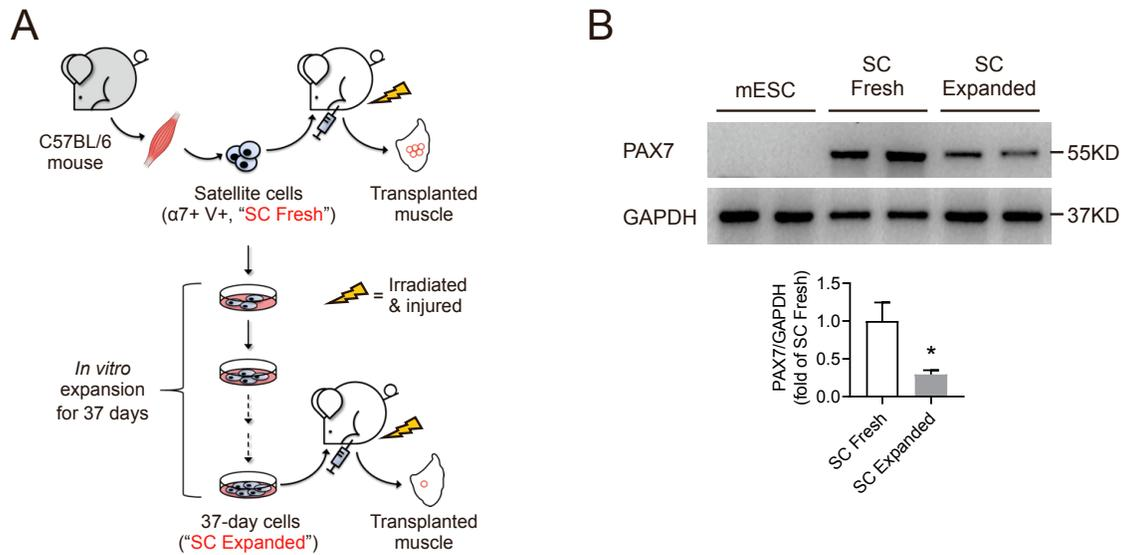 A
C57BL/6
mouse
Satellite cells
(α7+ V+, “SC Fresh”)
Transplanted
muscle
= Irradiated
& injured
In vitro
expansion
for 37 days
37-day cells
(“SC Expanded”)
Transplanted
muscle
B
mESC
SC
Fresh
SC
Expanded
PAX7
55KD
GAPDH
37KD
PAX7/GAPDH
(fold of SC Fresh)
1.5
1.0
0.5
0.0
*
SC Fresh
SC Expanded